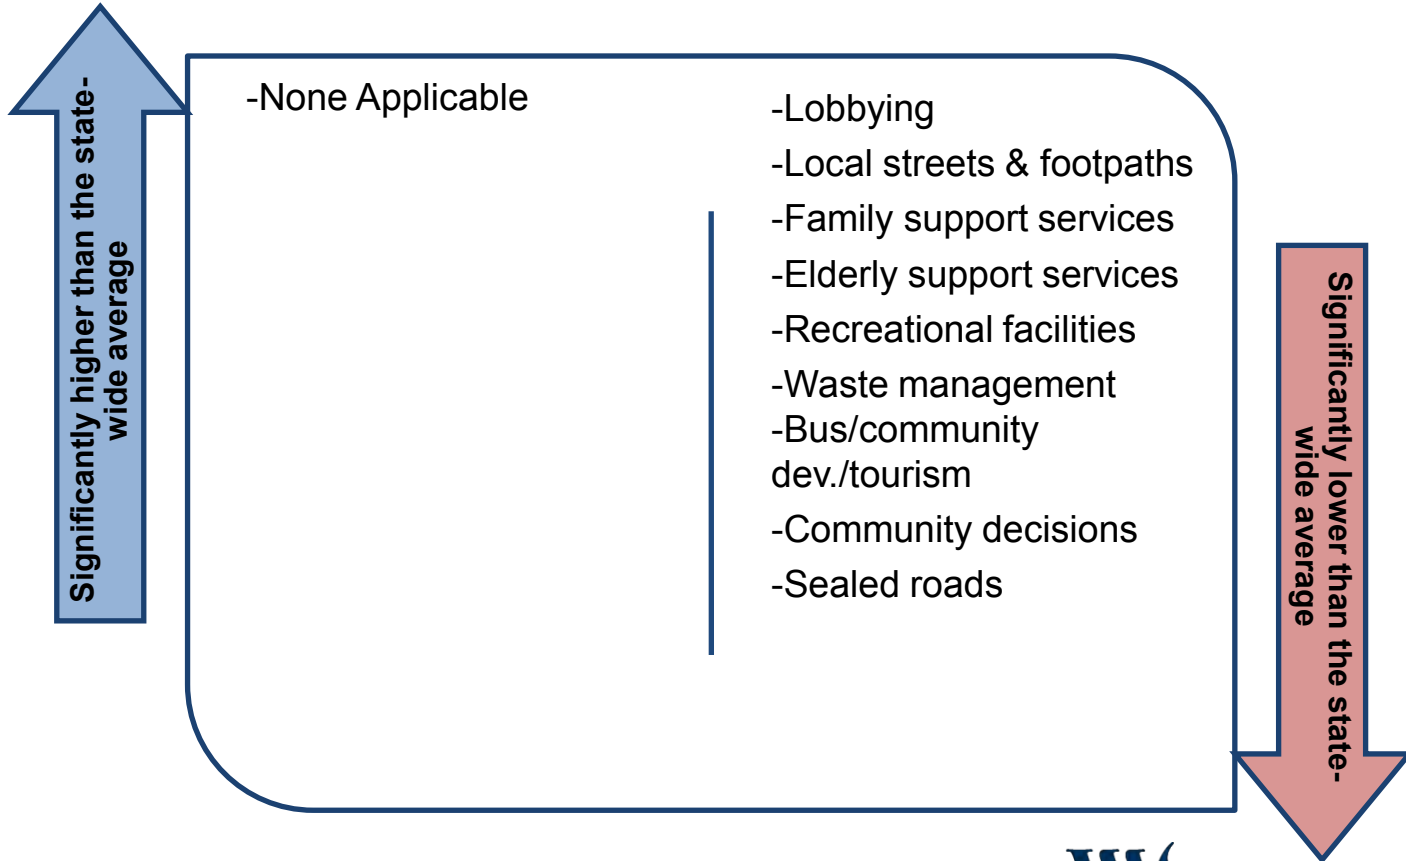 Significantly higher than the state-
wide average
-None Applicable
-Lobbying
-Local streets & footpaths
-Family support services
-Elderly support services
-Recreational facilities
-Waste management
-Bus/community
dev./tourism
-Community decisions
-Sealed roads
Significantly lower than the state-
wide average